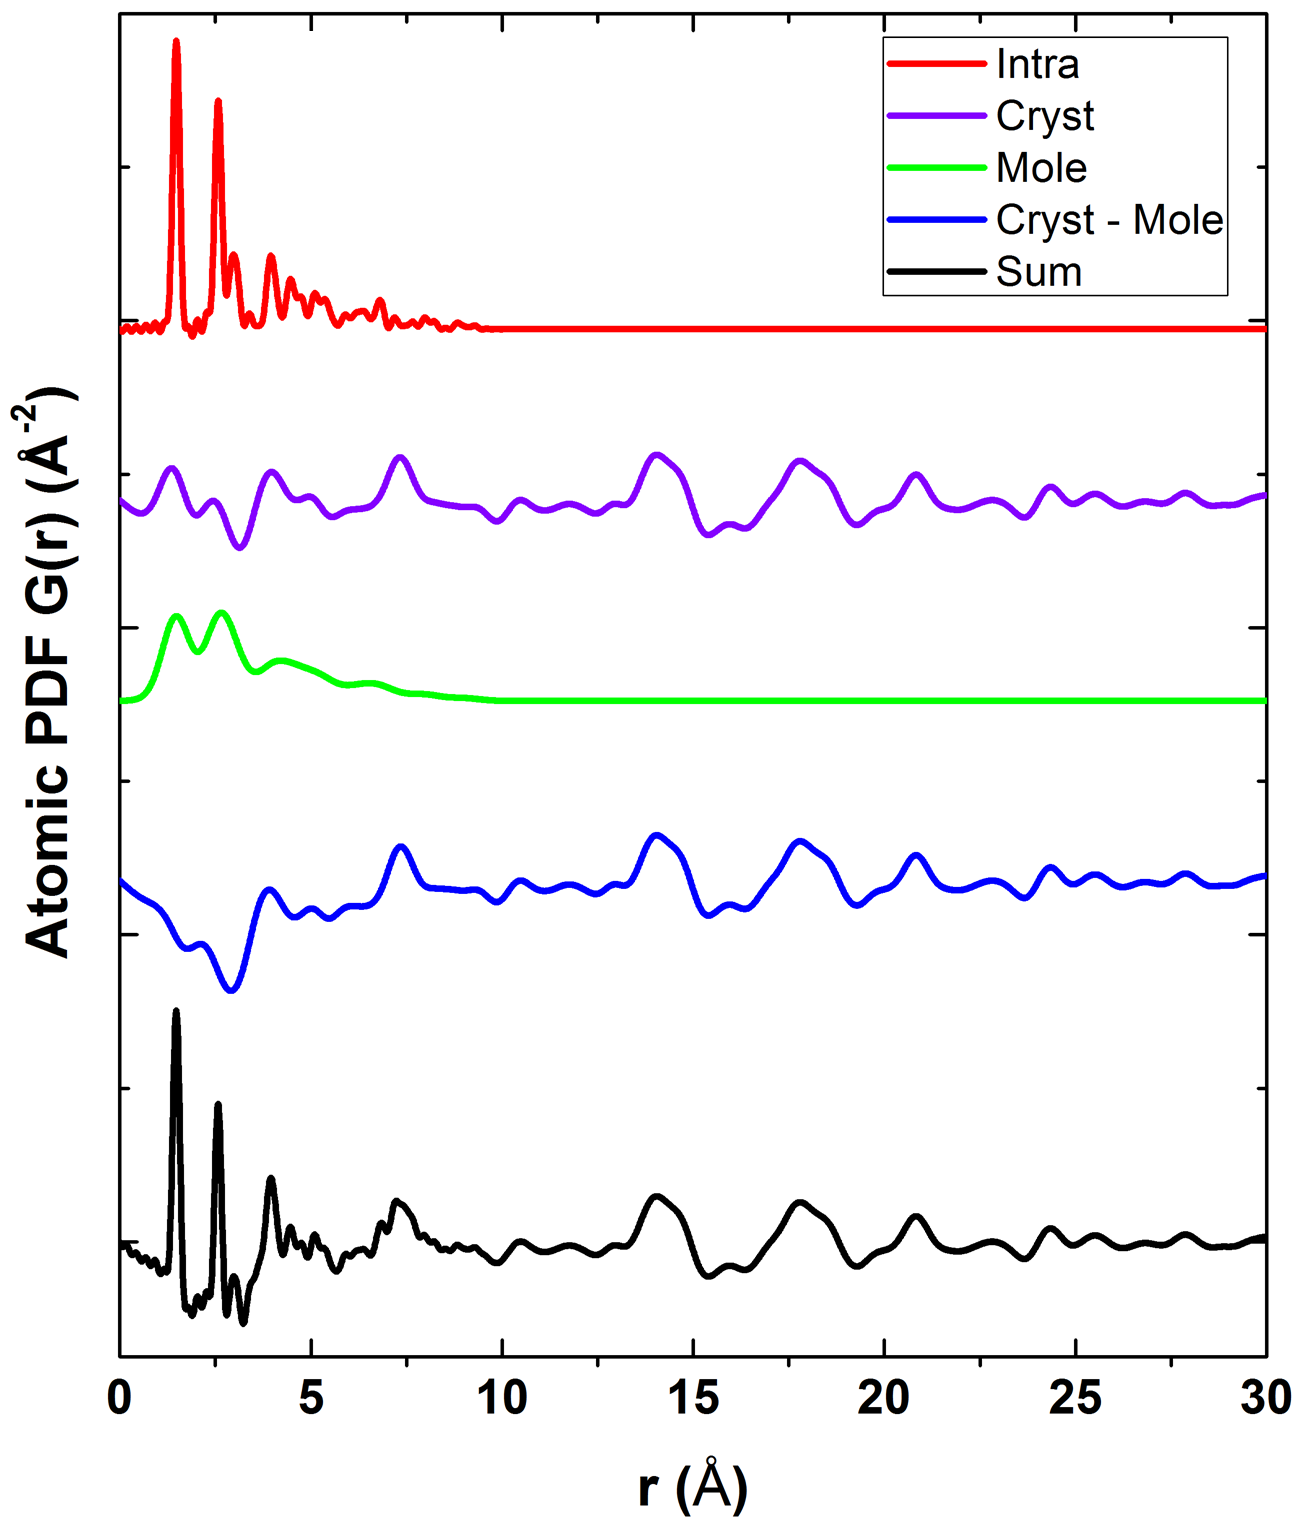 Intra
Cryst
Mole
Cryst - Mole
Sum
Atomic PDF G(r) (Å⁻²)
0 5 10 15 20 25 30
r (Å)